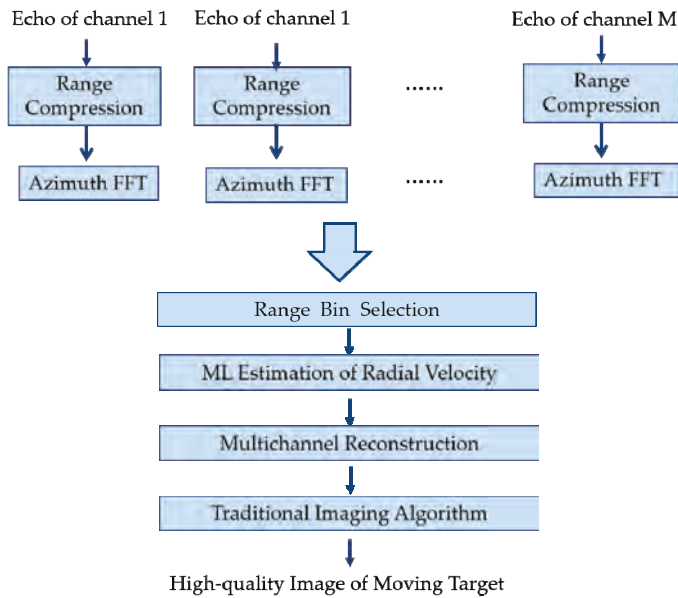 Echo of channel 1 Echo of channel 1 Echo of channel M
Range Range Range
Compression Compression ...... Compression
Azimuth FFT Azimuth FFT ...... Azimuth FFT
Range Bin Selection
ML Estimation of Radial Velocity
Multichannel Reconstruction
Traditional Imaging Algorithm
High-quality Image of Moving Target